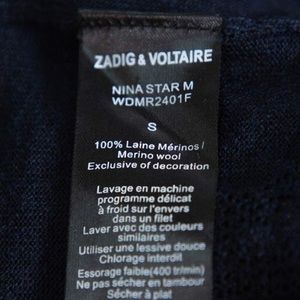 ZADIG & VOLTAIRE
NINA STAR M
WDMR2401F
S
100% Laine Mérinos /
Merino wool
Exclusive of decoration
Lavage en machine
programme délicat
à froid sur l'envers
dans un filet
Laver avec des couleurs
similaires
Utiliser une lessive douce
Chlorage interdit
Essorage faible(400 tr/min)
Ne pas sécher en tambour
Sécher à plat